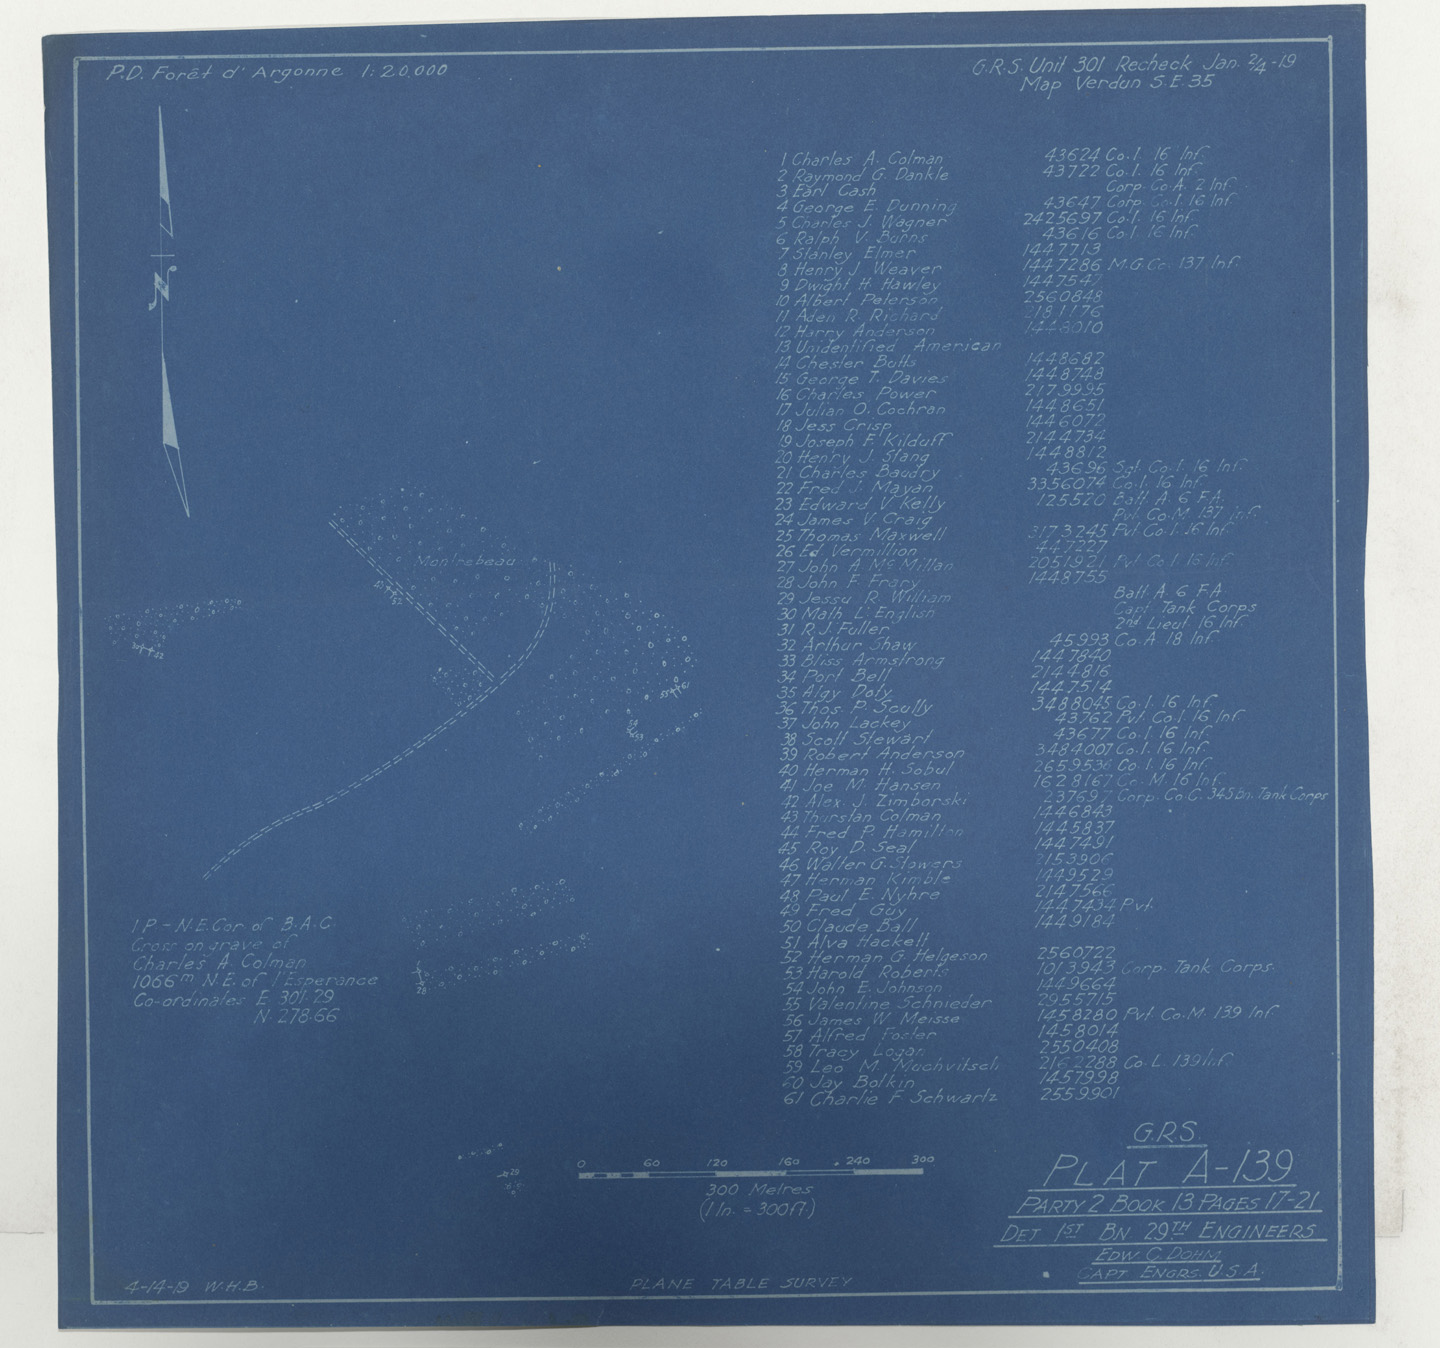 P.D. Forêt d'Argonne 1:20,000
G.R.S. Unit 301 Recheck Jan. 2/4-19
Map Verdun S.E. 35
N
1 Charles A. Colman 43624 Co.I. 16 Inf.
2 Raymond G. Dankle 43722 Co.I. 16 Inf.
3 Earl Cash Corp. Co.A. 2 Inf.
4 George E. Dunning 43647 Corp. Co.I. 16 Inf.
5 Charles J. Wagner 2425697 Co.I. 16 Inf.
6 Ralph V. Burns 43616 Co.I. 16 Inf.
7 Stanley Elmer 1447713
8 Henry J. Weaver 1447286 M.G.Co. 137 Inf.
9 Dwight H. Hawley 1447547
10 Albert Peterson 2560848
11 Aden R. Richard 2181176
12 Harry Anderson 1448010
13 Unidentified American
14 Chesler Butts 1448682
15 George T. Davies 1448748
16 Charles Power 2179995
17 Julian O. Cochran 1448651
18 Jess Crisp 1446072
19 Joseph F. Kilduff 2144734
20 Henry J. Stang 1448812
21 Charles Baudry 43696 Sgt. Co.I. 16 Inf.
22 Fred J. Mayan 3356074 Co.I. 16 Inf.
23 Edward V. Kelly 125520 Batt A. 6 F.A.
24 James V. Craig Pvt. Co.M. 137 Inf.
25 Thomas Maxwell 3173245 Pvt. Co.I. 16 Inf.
26 Ed Vermillion 447227
27 John A. McMillan 2051921 Pvt Co.I 16 Inf.
28 John F. Frary 1448755
29 Jessu R. William Batt A. 6 F.A
30 Math L. English Capt Tank Corps
31 R.J. Fuller 2nd Lieut 16 Inf.
32 Arthur Shaw 45993 Co A 18 Inf.
33 Bliss Armstrong 1447840
34 Port Bell 2144816
35 Algy Doty 1447514
36 Thos. P. Scully 3488045 Co.I. 16 Inf.
37 John Lackey 43762 Pvt. Co.I. 16 Inf.
38 Scott Stewart 43677 Co.I. 16 Inf.
39 Robert Anderson 3484007 Co.I. 16 Inf.
40 Herman H. Sobul 2659536 Co.I. 16 Inf.
41 Joe M. Hansen 1628167 Co. M. 16 Inf.
42 Alex. J. Zimborski 237697 Corp. Co.C. 345 Bn. Tank Corps
43 Thurstan Colman 1446843
44 Fred P. Hamilton 1445837
45 Roy D. Seal 1447491
46 Walter G. Stowers 2153906
47 Herman Kimble 1449529
48 Paul E. Nyhre 2147566
49 Fred Guy 1447434 Pvt.
50 Claude Ball 1449184
51 Alva Hackett
52 Herman G. Helgeson 2560722
53 Harold Roberts 1013943 Corp. Tank Corps.
54 John E. Johnson 1449664
55 Valentine Schnieder 2955715
56 James W. Meisse 1458280 Pvt Co.M. 139 Inf.
57 Alfred Foster 1458014
58 Tracy Logan 2550408
59 Leo M. Muchvitsch 2162288 Co. L. 139 Inf.
60 Jay Bolkin 1457998
61 Charlie F. Schwartz 2559901
Montrebeau
52
55 61
54
53
28
29
I.P. - N.E. Cor. of B.A.C
Cross on grave of
Charles A. Colman
1066m N.E. of l'Esperance
Co-ordinates E. 301.29
N. 278.66
0 60 120 160 240 300
300 Metres
(1 In. = 300 ft.)
G.R.S.
PLAT A-139
PARTY 2 BOOK 13 PAGES 17-21
DET 1ST BN 29TH ENGINEERS
EDW C. DOHM
CAPT ENGRS U.S.A.
4-14-19 W.H.B.
PLANE TABLE SURVEY